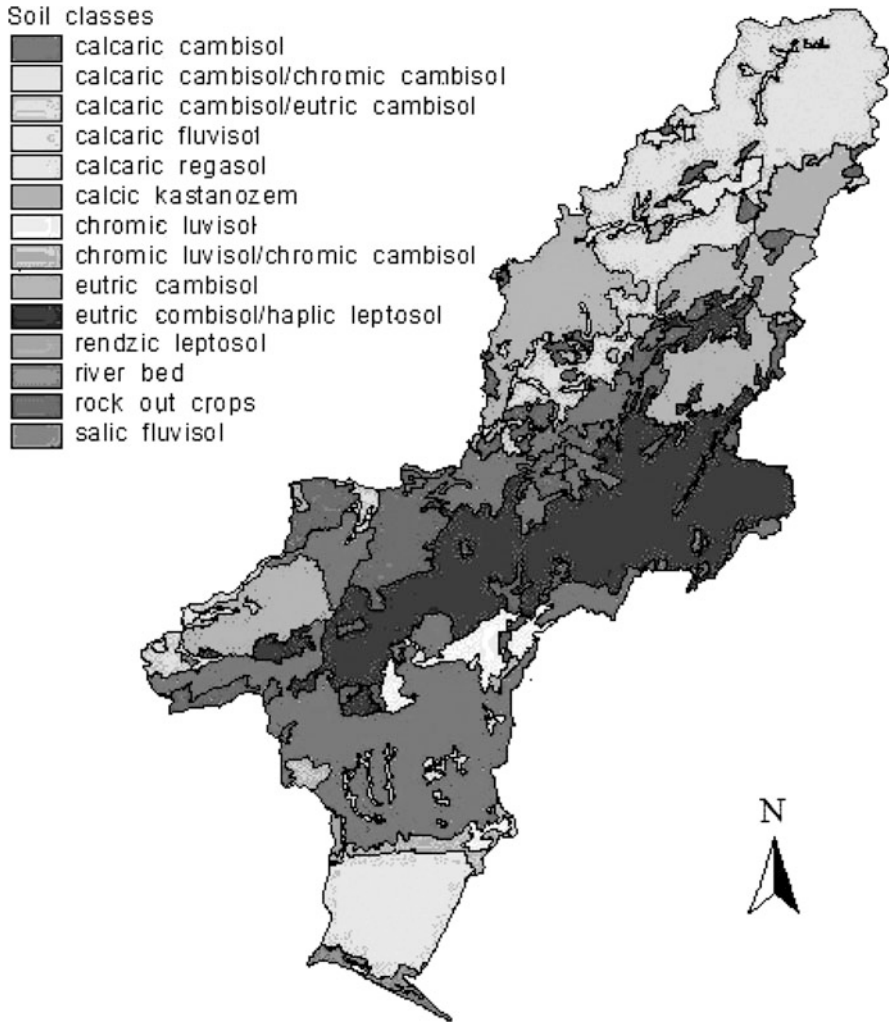 Soil classes
calcaric cambisol
calcaric cambisol/chromic cambisol
calcaric cambisol/eutric cambisol
calcaric fluvisol
calcaric regasol
calcic kastanozem
chromic luvisol
chromic luvisol/chromic cambisol
eutric cambisol
eutric combisol/haplic leptosol
rendzic leptosol
river bed
rock out crops
salic fluvisol
N